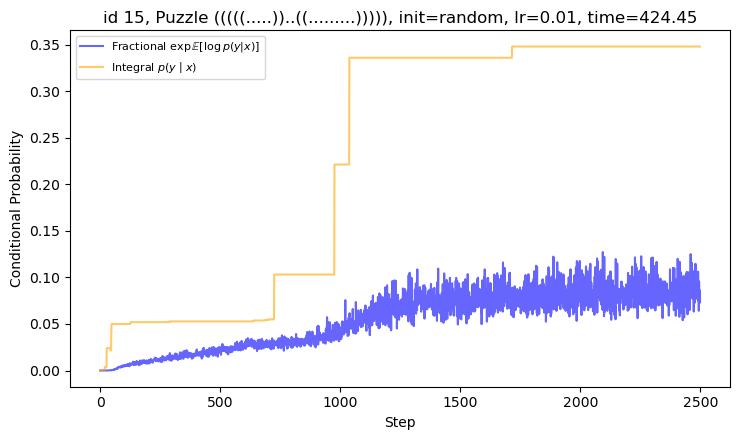 id 15, Puzzle (((((.....))..((.........))))), init=random, lr=0.01, time=424.45
Fractional exp𝔼[log p(y|x)]
Integral p(y | x)
Conditional Probability
0.35
0.30
0.25
0.20
0.15
0.10
0.05
0.00
0
500
1000
1500
2000
2500
Step